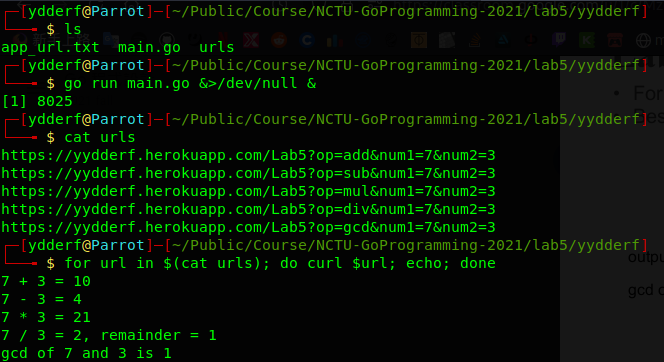 ┌─[yydderf@Parrot]─[~/Public/Course/NCTU-GoProgramming-2021/lab5/yydderf]
└──╼ $ ls
app_url.txt  main.go  urls
┌─[yydderf@Parrot]─[~/Public/Course/NCTU-GoProgramming-2021/lab5/yydderf]
└──╼ $ go run main.go &>/dev/null &
[1] 8025
┌─[yydderf@Parrot]─[~/Public/Course/NCTU-GoProgramming-2021/lab5/yydderf]
└──╼ $ cat urls
https://yydderf.herokuapp.com/Lab5?op=add&num1=7&num2=3
https://yydderf.herokuapp.com/Lab5?op=sub&num1=7&num2=3
https://yydderf.herokuapp.com/Lab5?op=mul&num1=7&num2=3
https://yydderf.herokuapp.com/Lab5?op=div&num1=7&num2=3
https://yydderf.herokuapp.com/Lab5?op=gcd&num1=7&num2=3
┌─[yydderf@Parrot]─[~/Public/Course/NCTU-GoProgramming-2021/lab5/yydderf]
└──╼ $ for url in $(cat urls); do curl $url; echo; done
7 + 3 = 10
7 - 3 = 4
7 * 3 = 21
7 / 3 = 2, remainder = 1
gcd of 7 and 3 is 1